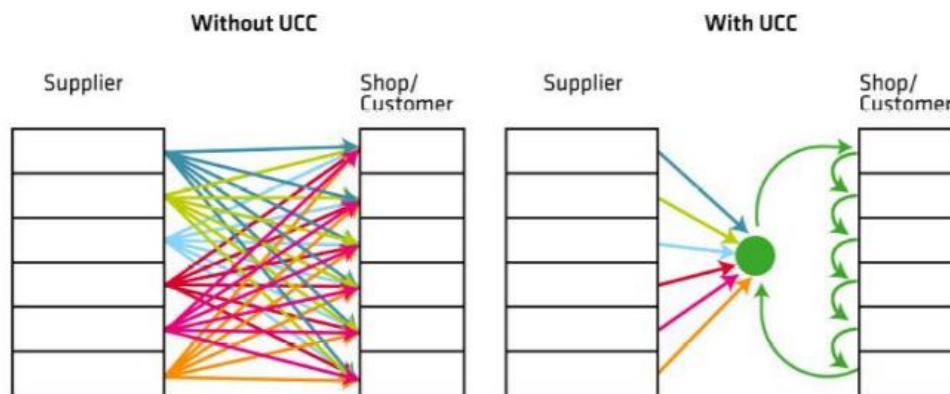 Without UCC
With UCC
Supplier
Shop/
Customer
Supplier
Shop/
Customer